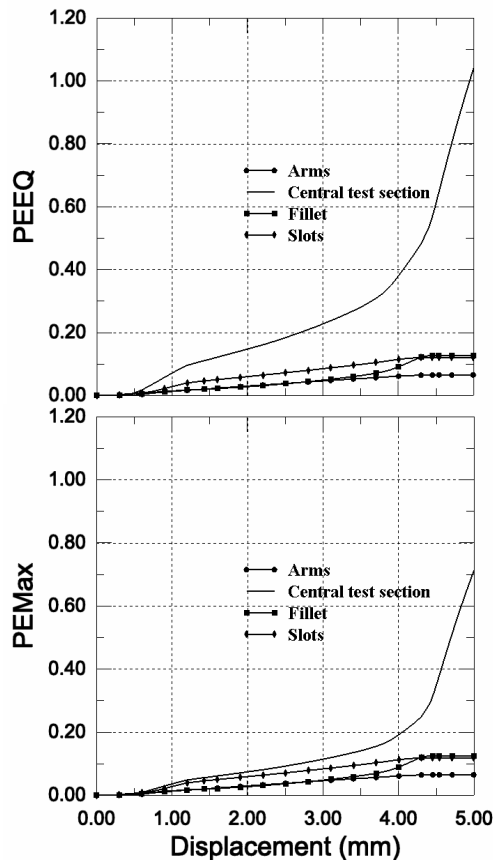 1.20
1.00
0.80
0.60
0.40
0.20
0.00
PEEQ
Arms
Central test section
Fillet
Slots
1.20
1.00
0.80
0.60
0.40
0.20
0.00
PEMax
Arms
Central test section
Fillet
Slots
0.00 1.00 2.00 3.00 4.00 5.00
Displacement (mm)